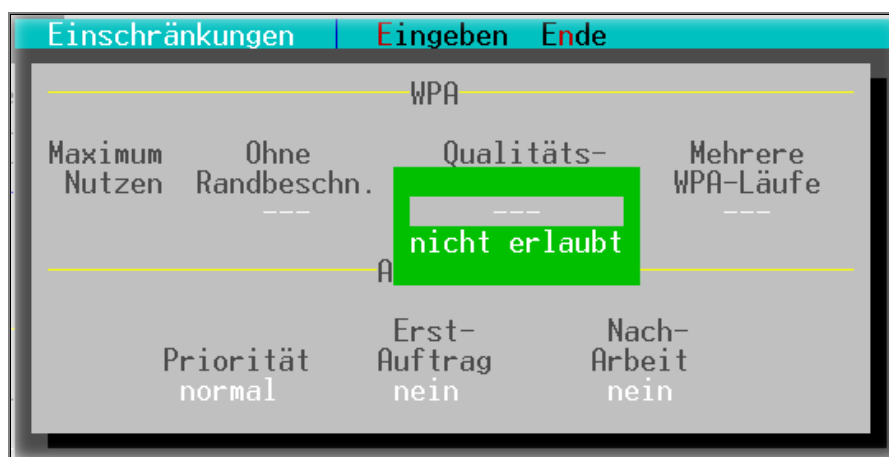 Einschränkungen | Eingeben Ende
WPA
Maximum Ohne Qualitäts- Mehrere
Nutzen Randbeschn. WPA-Läufe
--- --- ---
nicht erlaubt
A
Erst- Nach-
Priorität Auftrag Arbeit
normal nein nein